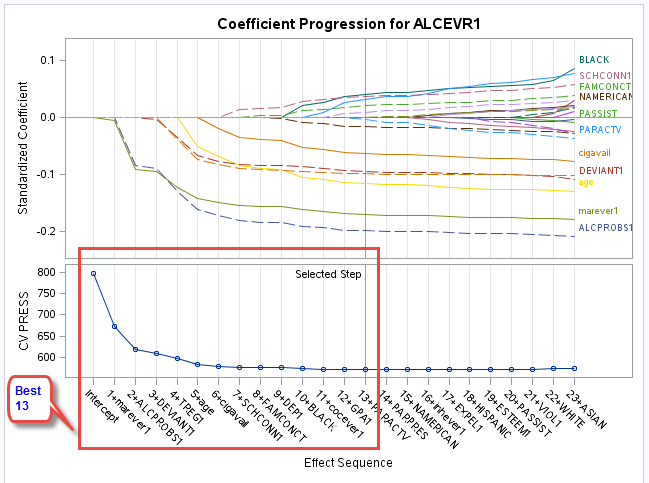 Coefficient Progression for ALCEVR1
Standardized Coefficient
0.1
0.0
-0.1
-0.2
BLACK
SCHCONN1
FAMCONCT
NAMERICAN
PASSIST
PARACTV
cigavail
DEVIANT1
age
marever1
ALCPROBS1
CV PRESS
800
750
700
650
600
Selected Step
Best
13
Intercept
1+marever1
2+ALCPROBS1
3+DEVIANT1
4+TPEG1
5+age
6+cigavail
7+SCHCONN1
8+FAMCONCT
9+DEP1
10+BLACK
11+cocever1
12+GPA1
13+PARACTV
14+PARPRES
15+NAMERICAN
16+inhever1
17+EXPEL1
18+HISPANIC
19+ESTEEM1
20+PASSIST
21+VIOL1
22-WHITE
23+ASIAN
Effect Sequence